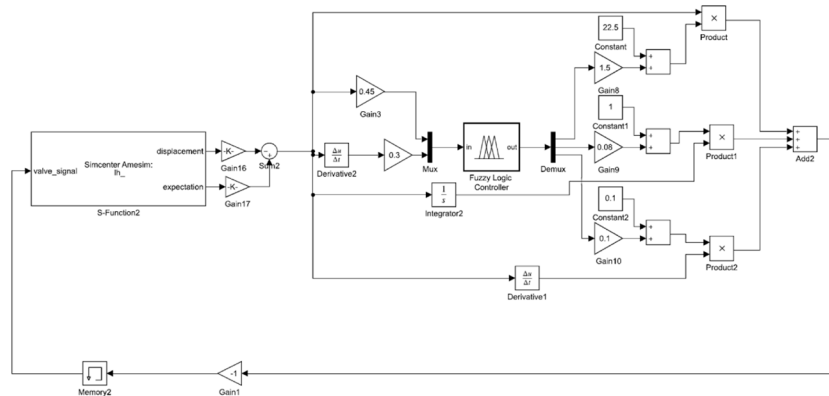 valve_signal
Simcenter Amesim:
lh_
displacement
expectation
S-Function2
-K-
Gain16
-K-
Gain17
Sum2
0.45
Gain3
Δu
Δt
Derivative2
0.3
Mux
in
out
Fuzzy Logic
Controller
Demux
1
s
Integrator2
Δu
Δt
Derivative1
22.5
Constant
1.5
Gain8
1
Constant1
0.08
Gain9
0.1
Constant2
0.1
Gain10
×
Product
×
Product1
×
Product2
Add2
-1
Gain1
Memory2